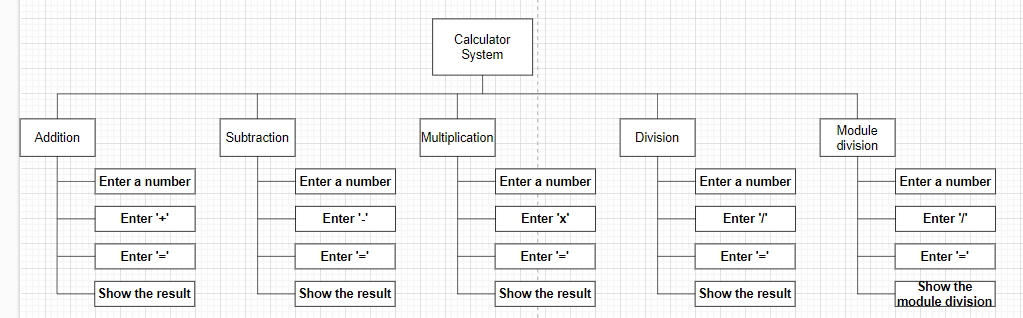 Calculator
System
Addition
Subtraction
Multiplication
Division
Module
division
Enter a number
Enter a number
Enter a number
Enter a number
Enter a number
Enter '+'
Enter '-'
Enter 'x'
Enter '/'
Enter '/'
Enter '='
Enter '='
Enter '='
Enter '='
Enter '='
Show the result
Show the result
Show the result
Show the result
Show the
module division